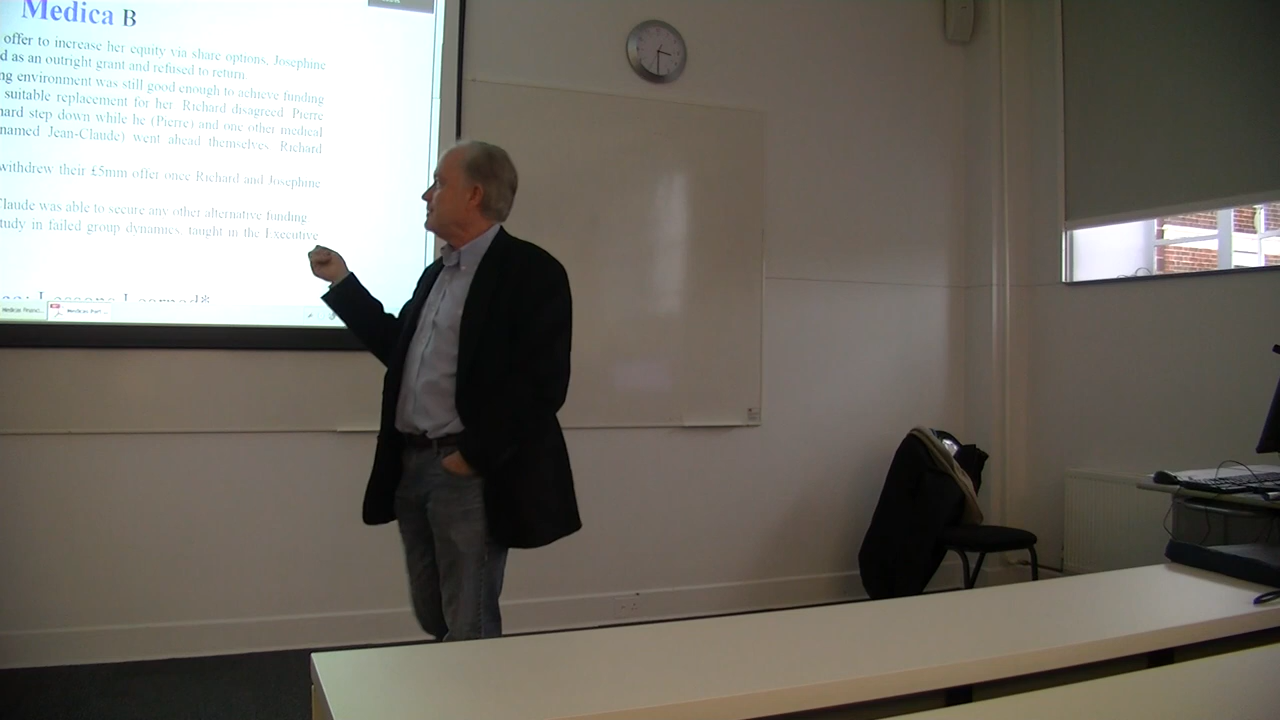 Medica B
offer to increase her equity via share options, Josephine
d as an outright grant and refused to return
ng environment was still good enough to achieve funding
suitable replacement for her Richard disagreed Pierre
hard step down while he (Pierre) and one other medical
named Jean-Claude) went ahead themselves Richard
withdrew their £5mm offer once Richard and Josephine
Claude was able to secure any other alternative funding
tudy in failed group dynamics, taught in the Executive
Lessons Learned*